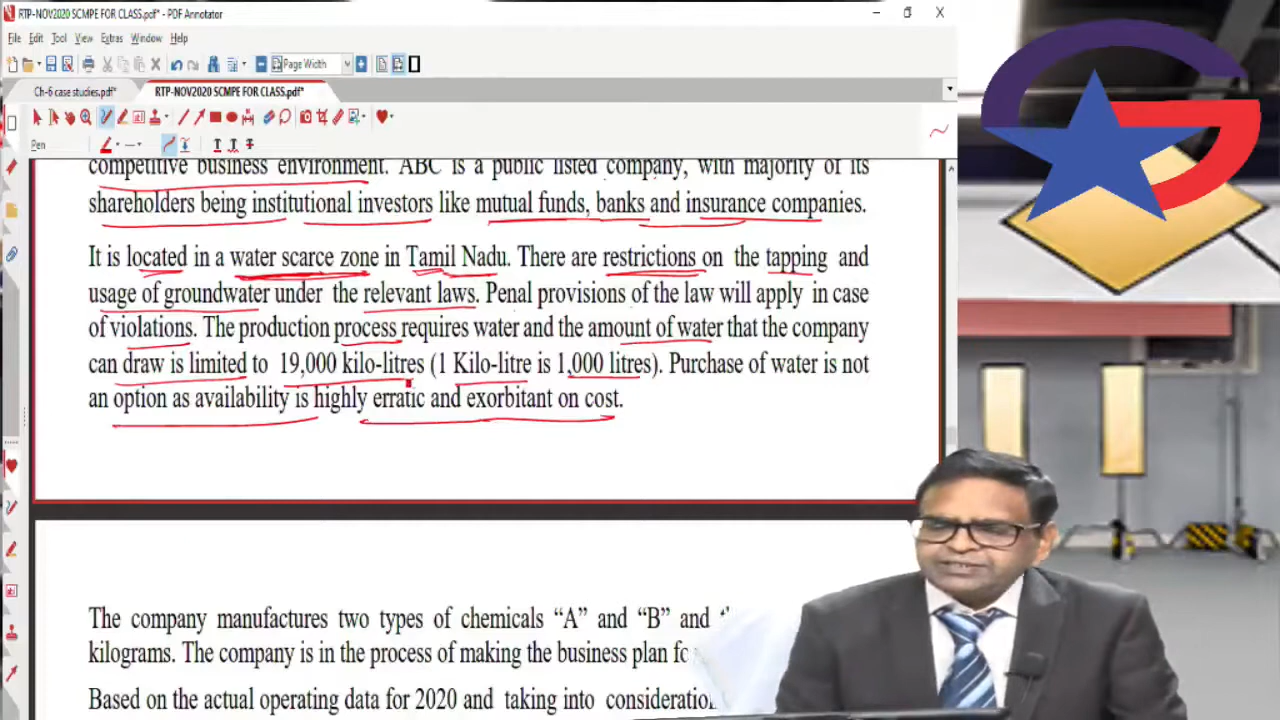 RTP-NOV2020 SCMPE FOR CLASS.pdf* - PDF Annotator
File Edit Tool View Extras Window Help
Page Width
Ch-6 case studies.pdf* RTP-NOV2020 SCMPE FOR CLASS.pdf*
Pen
competitive business environment. ABC is a public listed company, with majority of its
shareholders being institutional investors like mutual funds, banks and insurance companies.
It is located in a water scarce zone in Tamil Nadu. There are restrictions on the tapping and
usage of groundwater under the relevant laws. Penal provisions of the law will apply in case
of violations. The production process requires water and the amount of water that the company
can draw is limited to 19,000 kilo-litres (1 Kilo-litre is 1,000 litres). Purchase of water is not
an option as availability is highly erratic and exorbitant on cost.
The company manufactures two types of chemicals “A” and “B” and
kilograms. The company is in the process of making the business plan
Based on the actual operating data for 2020 and taking into